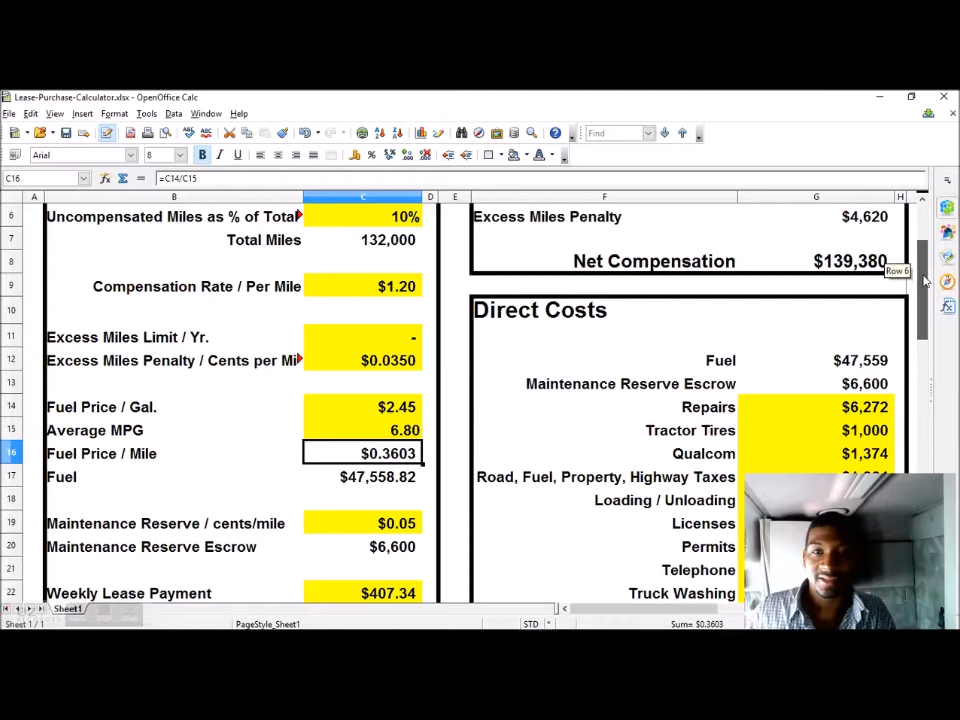 Lease-Purchase-Calculator.xlsx - OpenOffice Calc
File Edit View Insert Format Tools Data Window Help
Find
Arial 8 B I U
C16 =C14/C15
A B C D E F G H
6 Uncompensated Miles as % of Total 10% Excess Miles Penalty $4,620
7 Total Miles 132,000
8 Net Compensation $139,380
Row 6
9 Compensation Rate / Per Mile $1.20
10 Direct Costs
11 Excess Miles Limit / Yr. -
12 Excess Miles Penalty / Cents per Mi $0.0350 Fuel $47,559
13 Maintenance Reserve Escrow $6,600
14 Fuel Price / Gal. $2.45 Repairs $6,272
15 Average MPG 6.80 Tractor Tires $1,000
16 Fuel Price / Mile $0.3603 Qualcom $1,374
17 Fuel $47,558.82 Road, Fuel, Property, Highway Taxes
18 Loading / Unloading
19 Maintenance Reserve / cents/mile $0.05 Licenses
20 Maintenance Reserve Escrow $6,600 Permits
21 Telephone
22 Weekly Lease Payment $407.34 Truck Washing
Sheet1
Sheet 1 / 1 PageStyle_Sheet1 STD * Sum= $0.3603